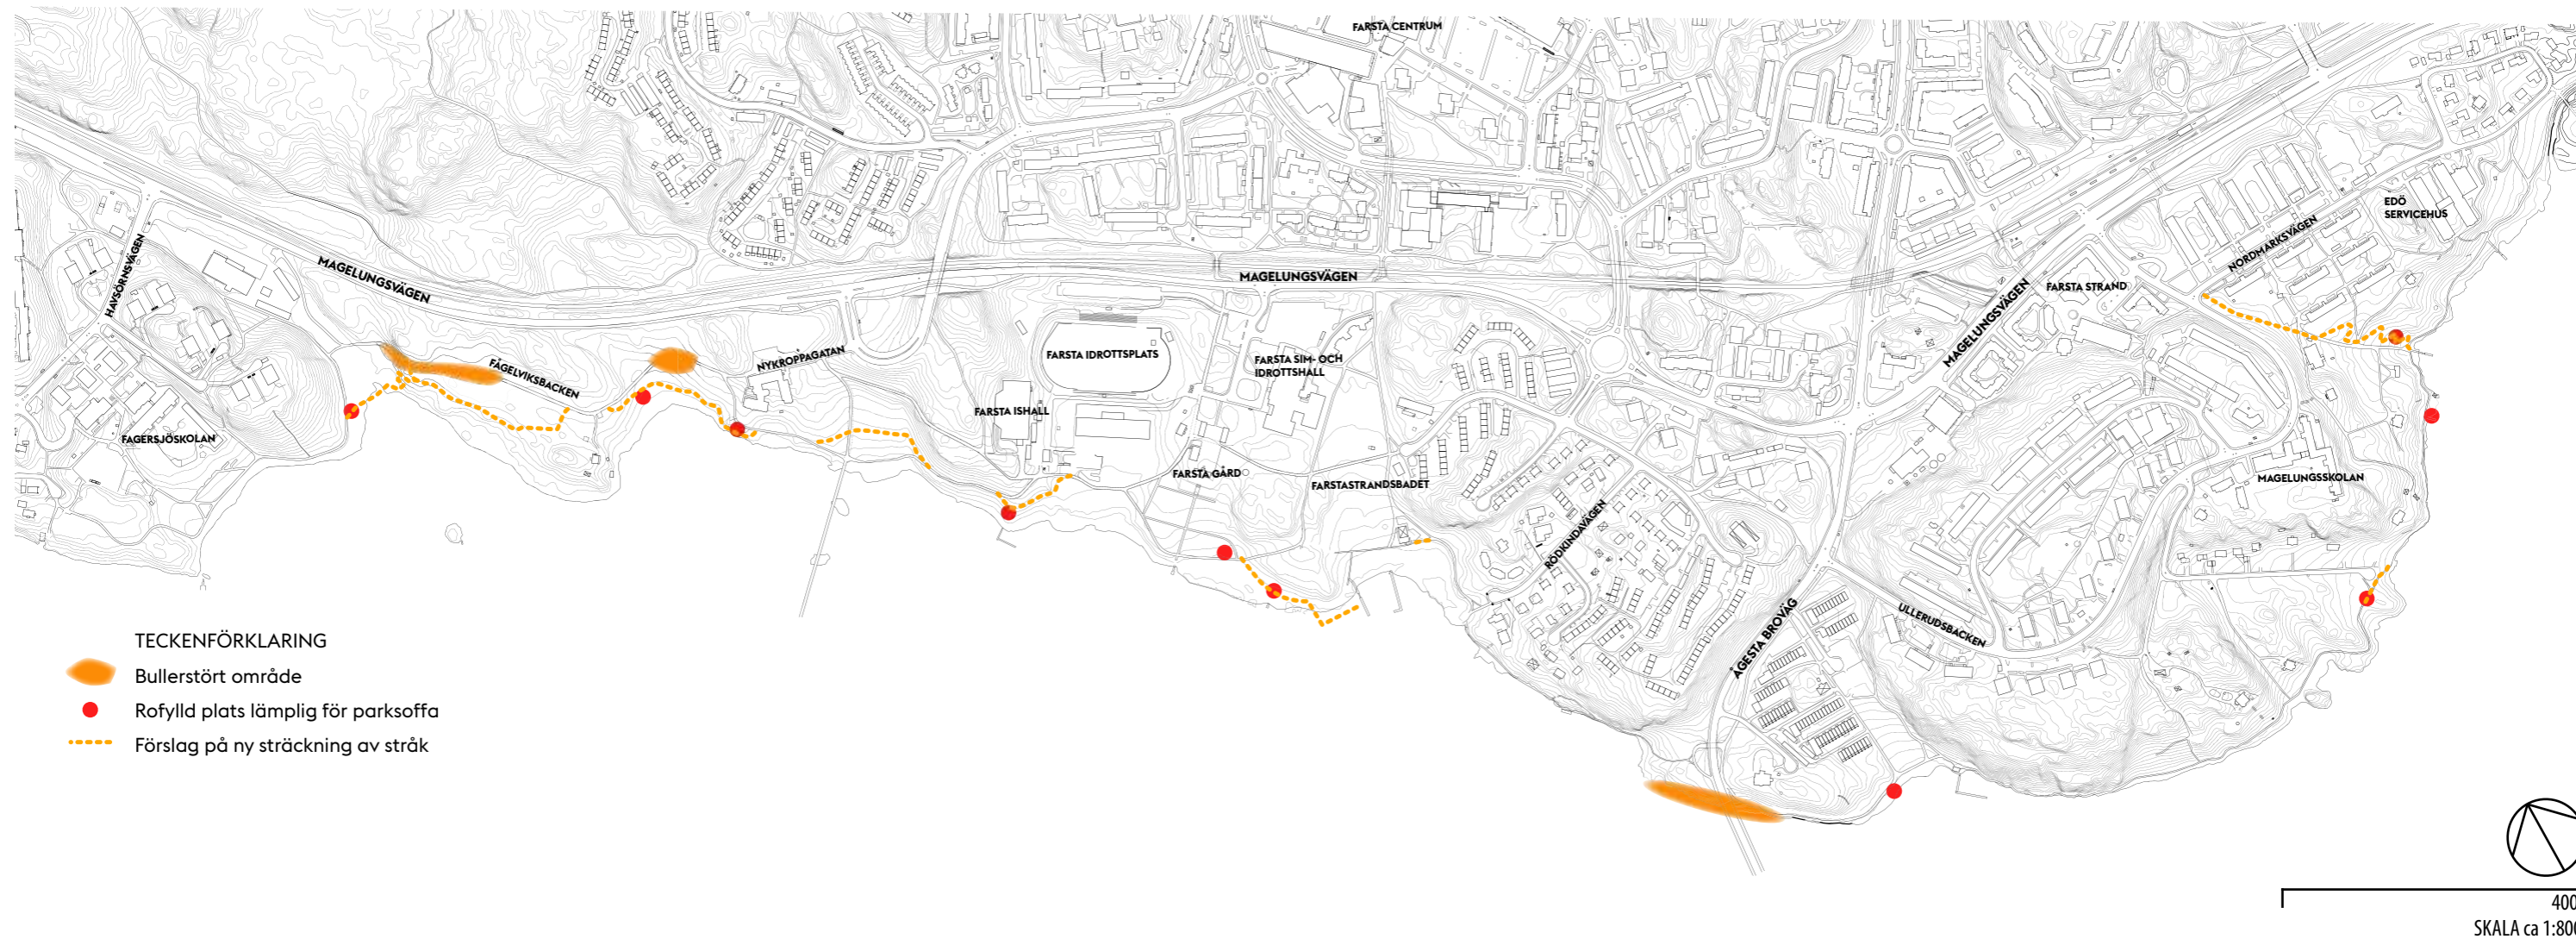 FARSTA CENTRUM
EDÖ
SERVICEHUS
NORDMARKSVÄGEN
HAVSÖRNSVÄGEN
MAGELUNGSVÄGEN
MAGELUNGSVÄGEN
MAGELUNGSVÄGEN
FARSTA STRAND
FÅGELVIKSBACKEN
NYKROPPAGATAN
FARSTA IDROTTSPLATS
FARSTA SIM- OCH
IDROTTSHALL
FARSTA ISHALL
FAGERSJÖSKOLAN
FARSTA GÅRD
FARSTASTRANDSBADET
MAGELUNGSSKOLAN
RÖDKINDAVÄGEN
ÅGESTA BROVÄG
ULLERUDSBACKEN
TECKENFÖRKLARING
Bullerstört område
Rofylld plats lämplig för parksoffa
Förslag på ny sträckning av stråk
400
SKALA ca 1:800